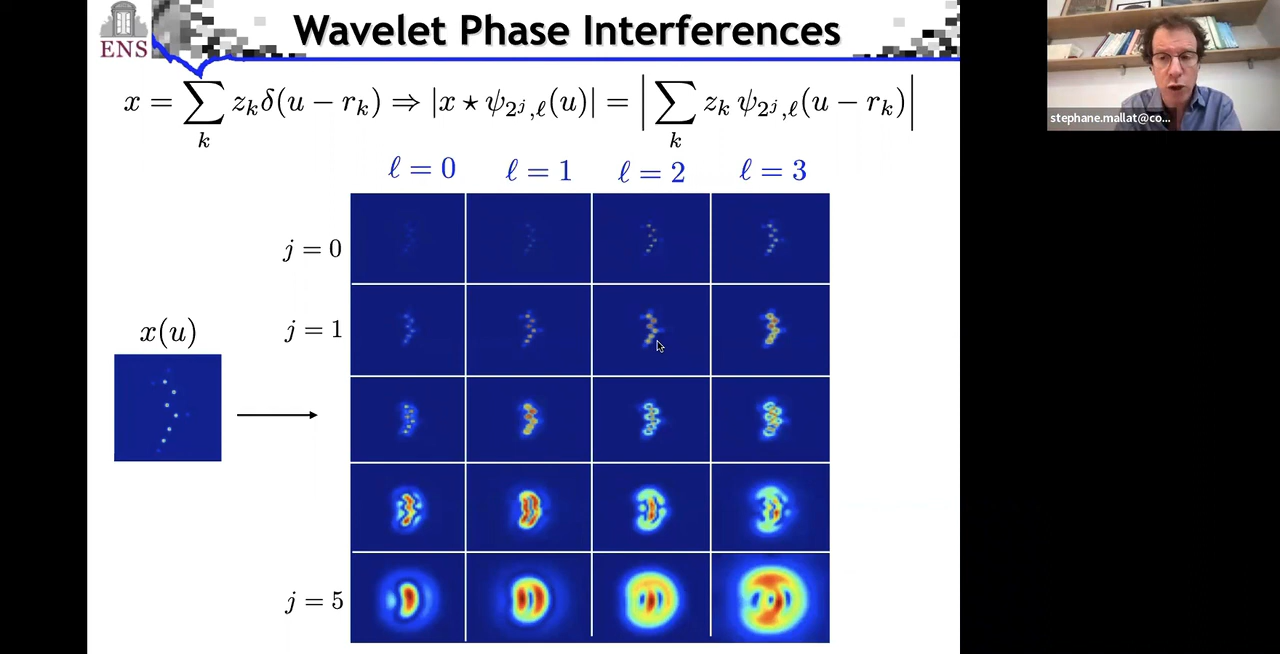 Wavelet Phase Interferences
ENS
x = ∑_k z_k δ(u − r_k) ⇒ |x ⋆ ψ_{2^j,ℓ}(u)| = |∑_k z_k ψ_{2^j,ℓ}(u − r_k)|
stephane.mallat@co...
ℓ = 0 ℓ = 1 ℓ = 2 ℓ = 3
j = 0
j = 1
x(u)
j = 5